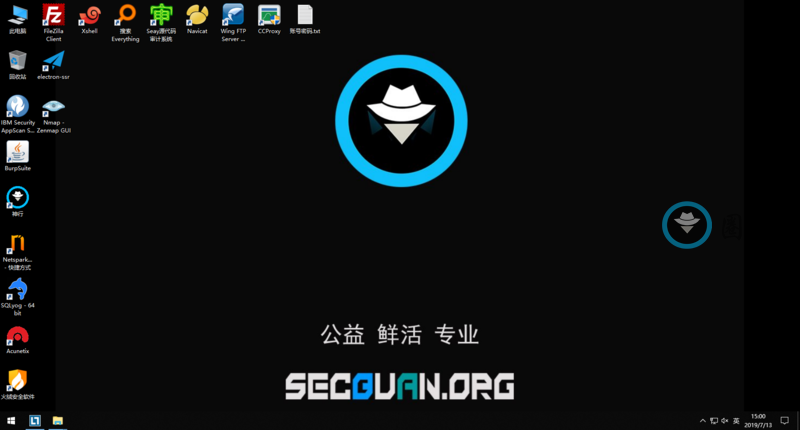 此电脑
FileZilla
Client
Xshell
搜索
Everything
Seay源代码
审计系统
Navicat
Wing FTP
Server ...
CCProxy
账号密码.txt
回收站
electron-ssr
IBM Security
AppScan S...
Nmap -
Zenmap GUI
BurpSuite
神行
Netspark...
- 快捷方式
SQLyog - 64
bit
Acunetix
火绒安全软件
公益 鲜活 专业
SECQUAN.ORG
英
15:00
2019/7/13